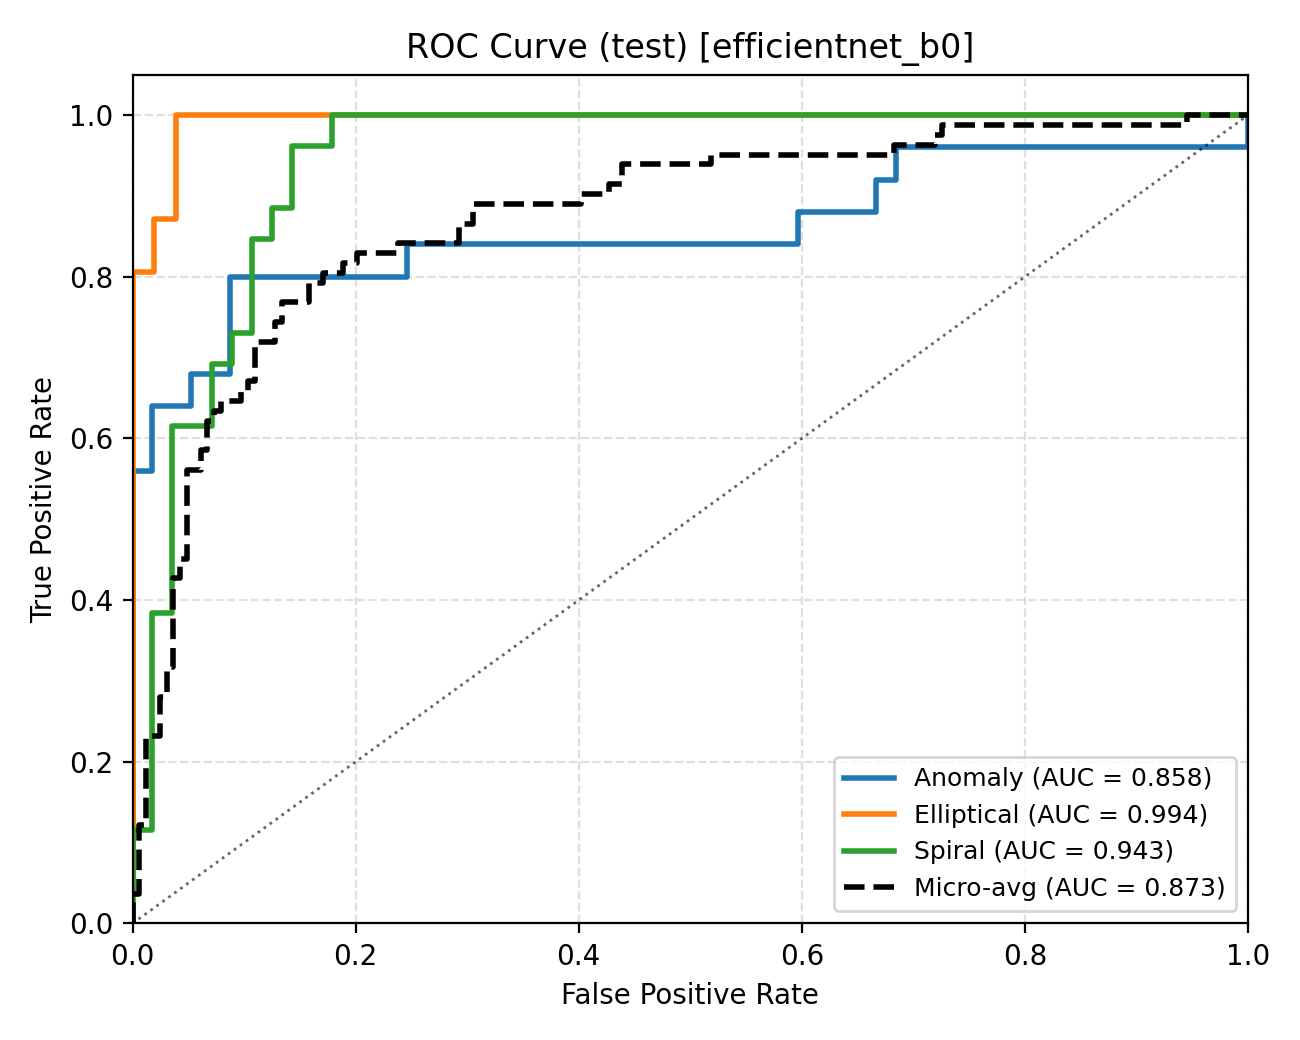 ROC Curve (test) [efficientnet_b0]
True Positive Rate
1.0
0.8
0.6
0.4
0.2
0.0
0.0 0.2 0.4 0.6 0.8 1.0
False Positive Rate
Anomaly (AUC = 0.858)
Elliptical (AUC = 0.994)
Spiral (AUC = 0.943)
Micro-avg (AUC = 0.873)